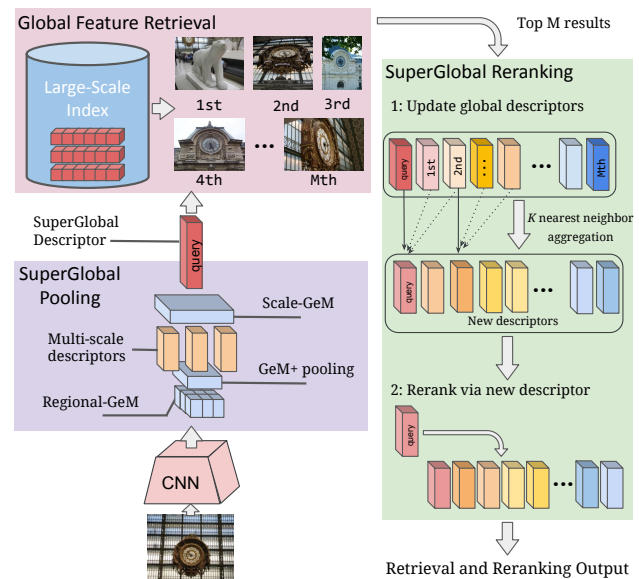 Global Feature Retrieval
Large-Scale
Index
1st
2nd
3rd
4th
•••
Mth
SuperGlobal
Descriptor
query
SuperGlobal
Pooling
Scale-GeM
Multi-scale
descriptors
GeM+ pooling
Regional-GeM
CNN
Top M results
SuperGlobal Reranking
1: Update global descriptors
query
1st
2nd
...
•••
Mth
K nearest neighbor
aggregation
query
•••
New descriptors
2: Rerank via new descriptor
query
•••
Retrieval and Reranking Output